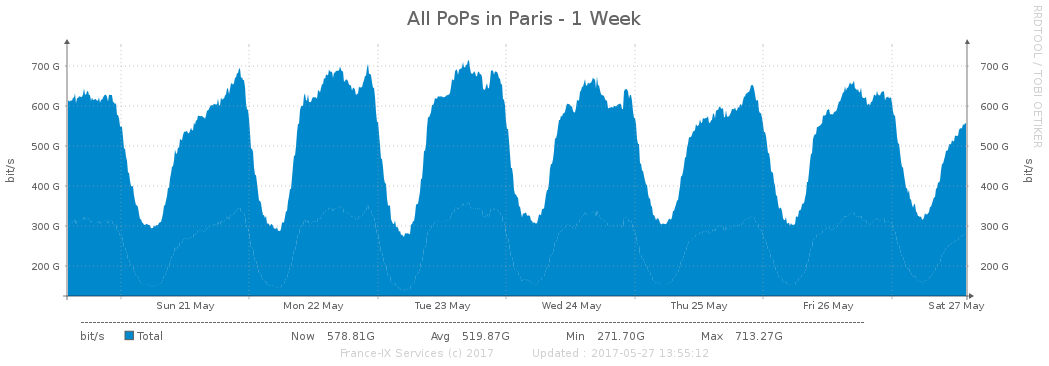 All PoPs in Paris - 1 Week
RRDTOOL / TOBI OETIKER
bit/s
700 G 700 G
600 G 600 G
500 G 500 G
400 G 400 G
300 G 300 G
200 G 200 G
bit/s
Sun 21 May Mon 22 May Tue 23 May Wed 24 May Thu 25 May Fri 26 May Sat 27 May
bit/s Total Now 578.81G Avg 519.87G Min 271.70G Max 713.27G
France-IX Services (c) 2017 Updated : 2017-05-27 13:55:12